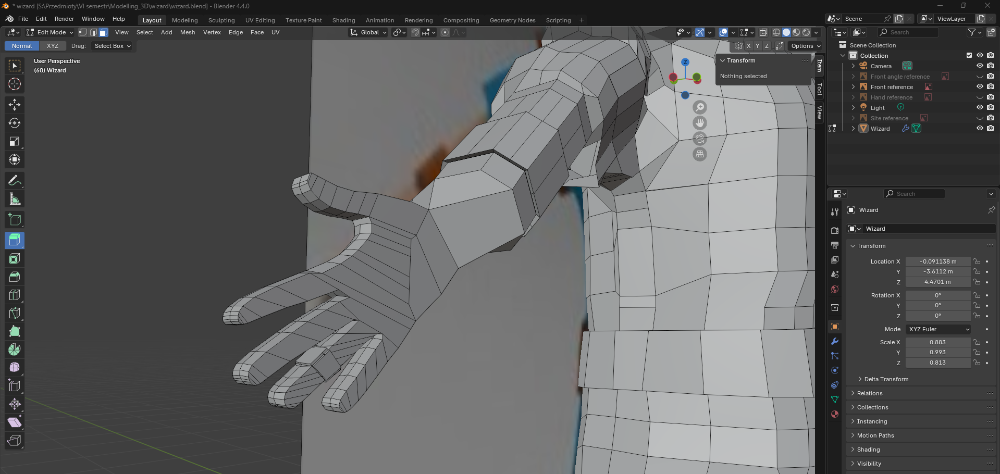 * wizard [S:\Przedmioty\VI semestr\Modelling_3D\wizard\wizard.blend] - Blender 4.4.0
File Edit Render Window Help Layout Modeling Sculpting UV Editing Texture Paint Shading Animation Rendering Compositing Geometry Nodes Scripting + Scene ViewLayer
Edit Mode View Select Add Mesh Vertex Edge Face UV Global Search
Normal XYZ Drag: Select Box X Y Z Options
Scene Collection
User Perspective
(60) Wizard
Transform
Nothing selected
Z
Item
Tool
View
Collection
Camera
Front angle reference
Front reference
Hand reference
Light
Site reference
Wizard
Search
Wizard
Wizard
Transform
Location X -0.091138 m
Y -3.6112 m
Z 4.4701 m
Rotation X 0°
Y 0°
Z 0°
Mode XYZ Euler
Scale X 0.883
Y 0.993
Z 0.813
Delta Transform
Relations
Collections
Instancing
Motion Paths
Shading
Visibility